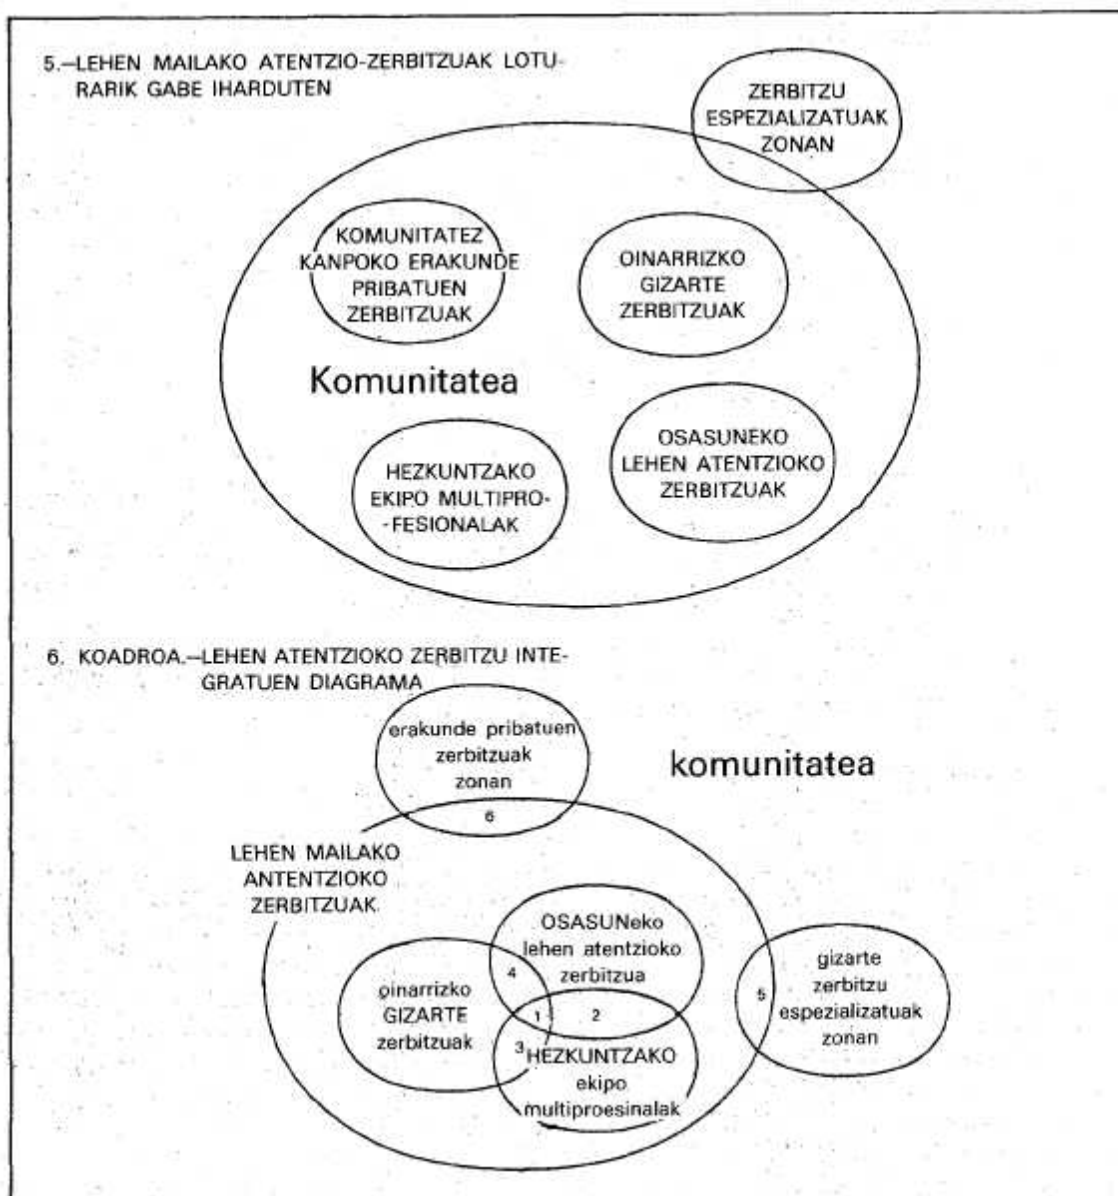 5.—LEHEN MAILAKO ATENTZIO-ZERBITZUAK LOTU-
RARIK GABE IHARDUTEN
ZERBITZU
ESPEZIALIZATUAK
ZONAN
KOMUNITATEZ
KANPOKO ERAKUNDE
PRIBATUEN
ZERBITZUAK
OINARRIZKO
GIZARTE
ZERBITZUAK
Komunitatea
HEZKUNTZAKO
EKIPO MULTIPRO-
-FESIONALAK
OSASUNEKO
LEHEN ATENTZIOKO
ZERBITZUAK
6. KOADROA.—LEHEN ATENTZIOKO ZERBITZU INTE-
GRATUEN DIAGRAMA
erakunde pribatuen
zerbitzuak
zonan
6
komunitatea
LEHEN MAILAKO
ANTENTZIOKO
ZERBITZUAK.
OSASUNeko
lehen atentzioko
zerbitzua
4
oinarrizko
GIZARTE
zerbitzuak
1
2
3
HEZKUNTZAKO
ekipo
multiproesinalak
5
gizarte
zerbitzu
espezializatuak
zonan